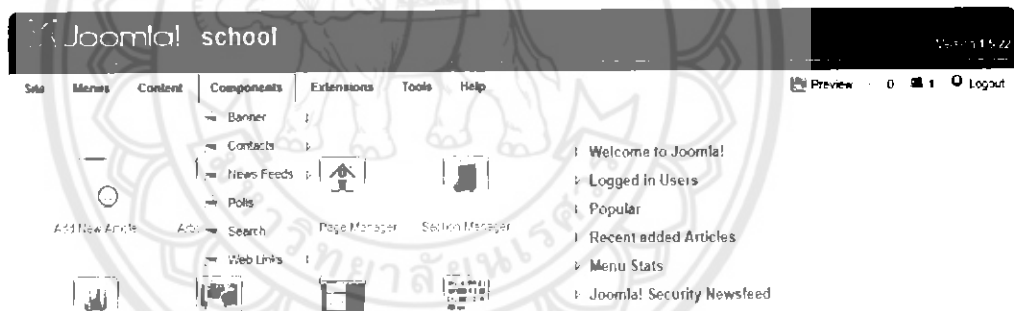 Joomla! school
Version 1.5.22
Site Menus Content Components Extensions Tools Help
Preview 0 1 Logout
Banner
Contacts
News Feeds
Polls
Search
Web Links
Add New Article
Page Manager
Section Manager
Welcome to Joomla!
Logged in Users
Popular
Recent added Articles
Menu Stats
Joomla! Security Newsfeed